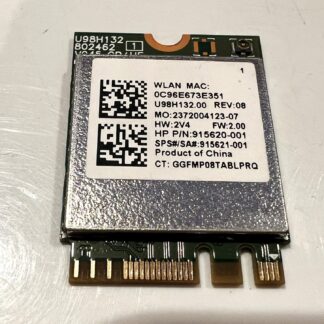 U98H132
802462 1
1
WLAN MAC:
0C96E673E351
U98H132.00 REV:08
MO:2372004123-07
HW:2V4 FW:2.00
HP P/N:915620-001
SPS#/SA#:915621-001
Product of China
CT: GGFMP08TABLPRQ